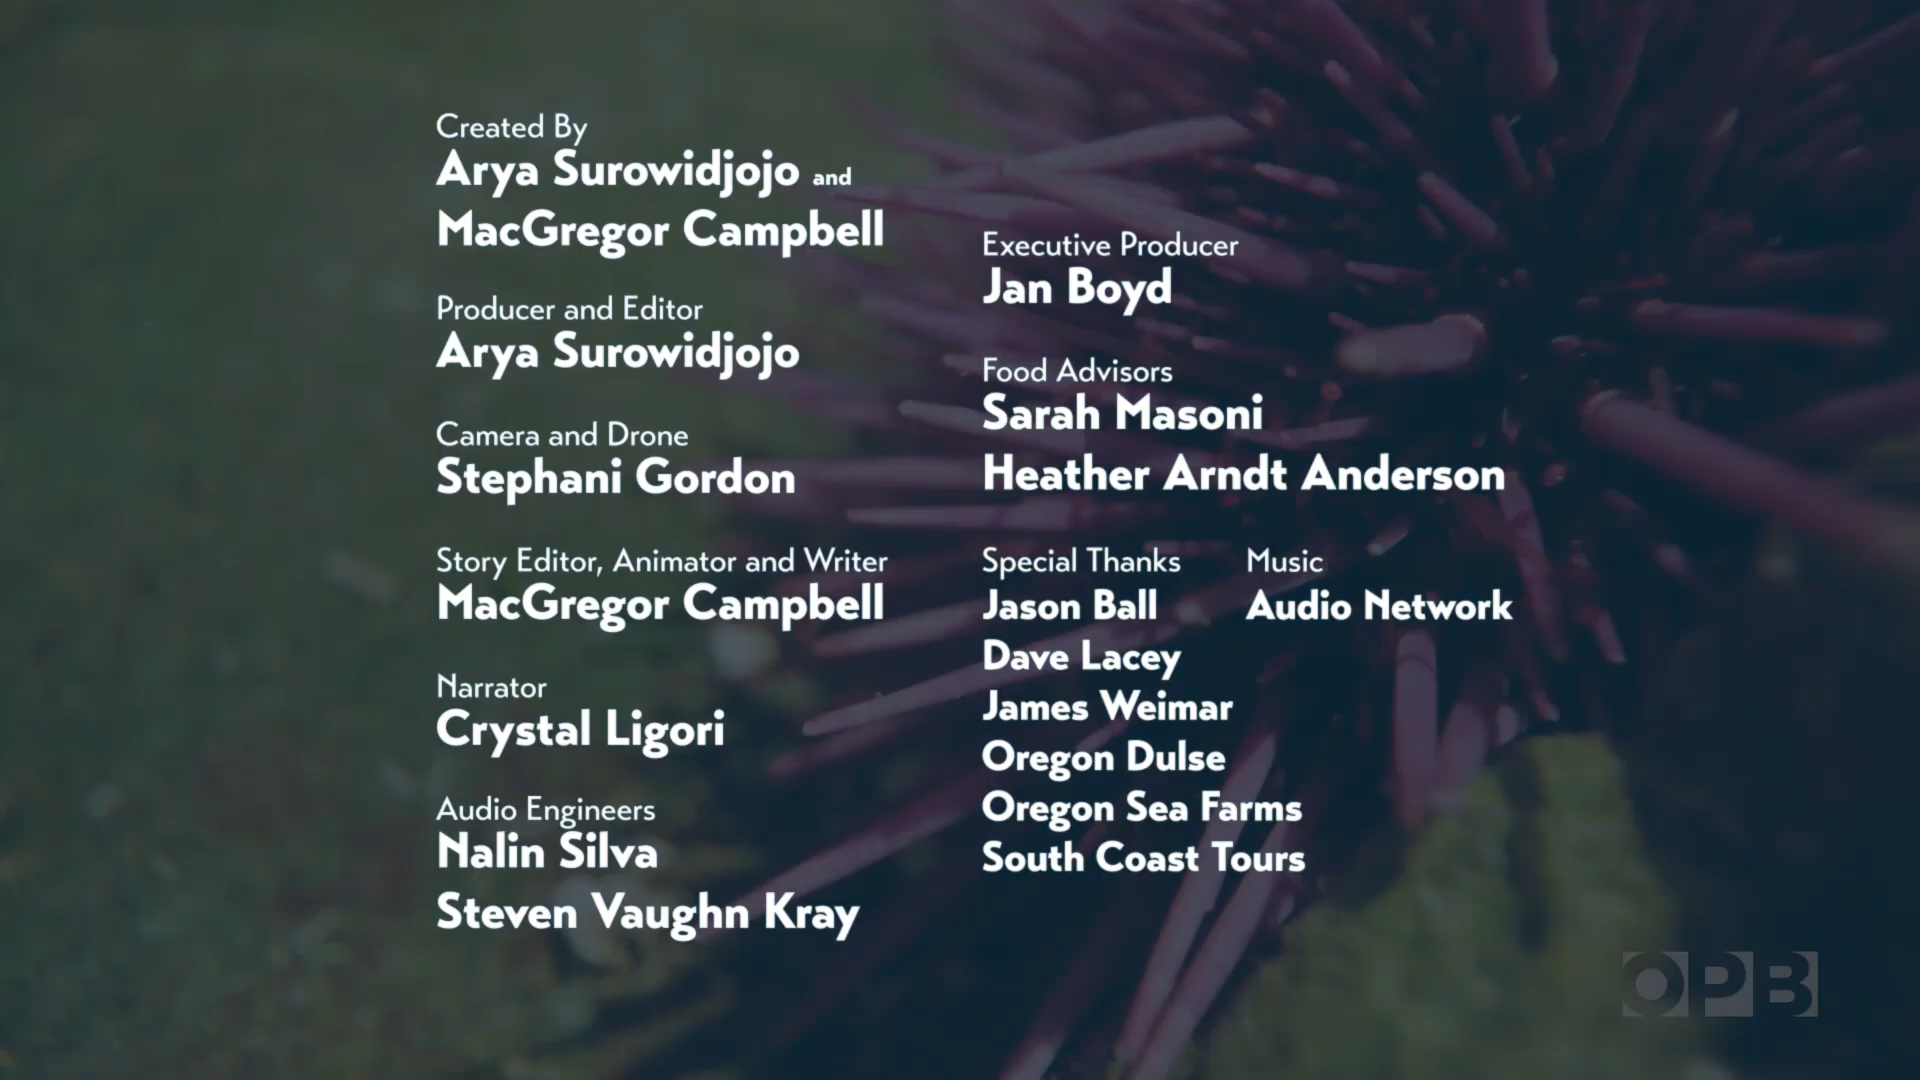 Created By
Arya Surowidjojo and
MacGregor Campbell
Producer and Editor
Arya Surowidjojo
Camera and Drone
Stephani Gordon
Story Editor, Animator and Writer
MacGregor Campbell
Narrator
Crystal Ligori
Audio Engineers
Nalin Silva
Steven Vaughn Kray
Executive Producer
Jan Boyd
Food Advisors
Sarah Masoni
Heather Arndt Anderson
Special Thanks
Jason Ball
Dave Lacey
James Weimar
Oregon Dulse
Oregon Sea Farms
South Coast Tours
Music
Audio Network
OPB